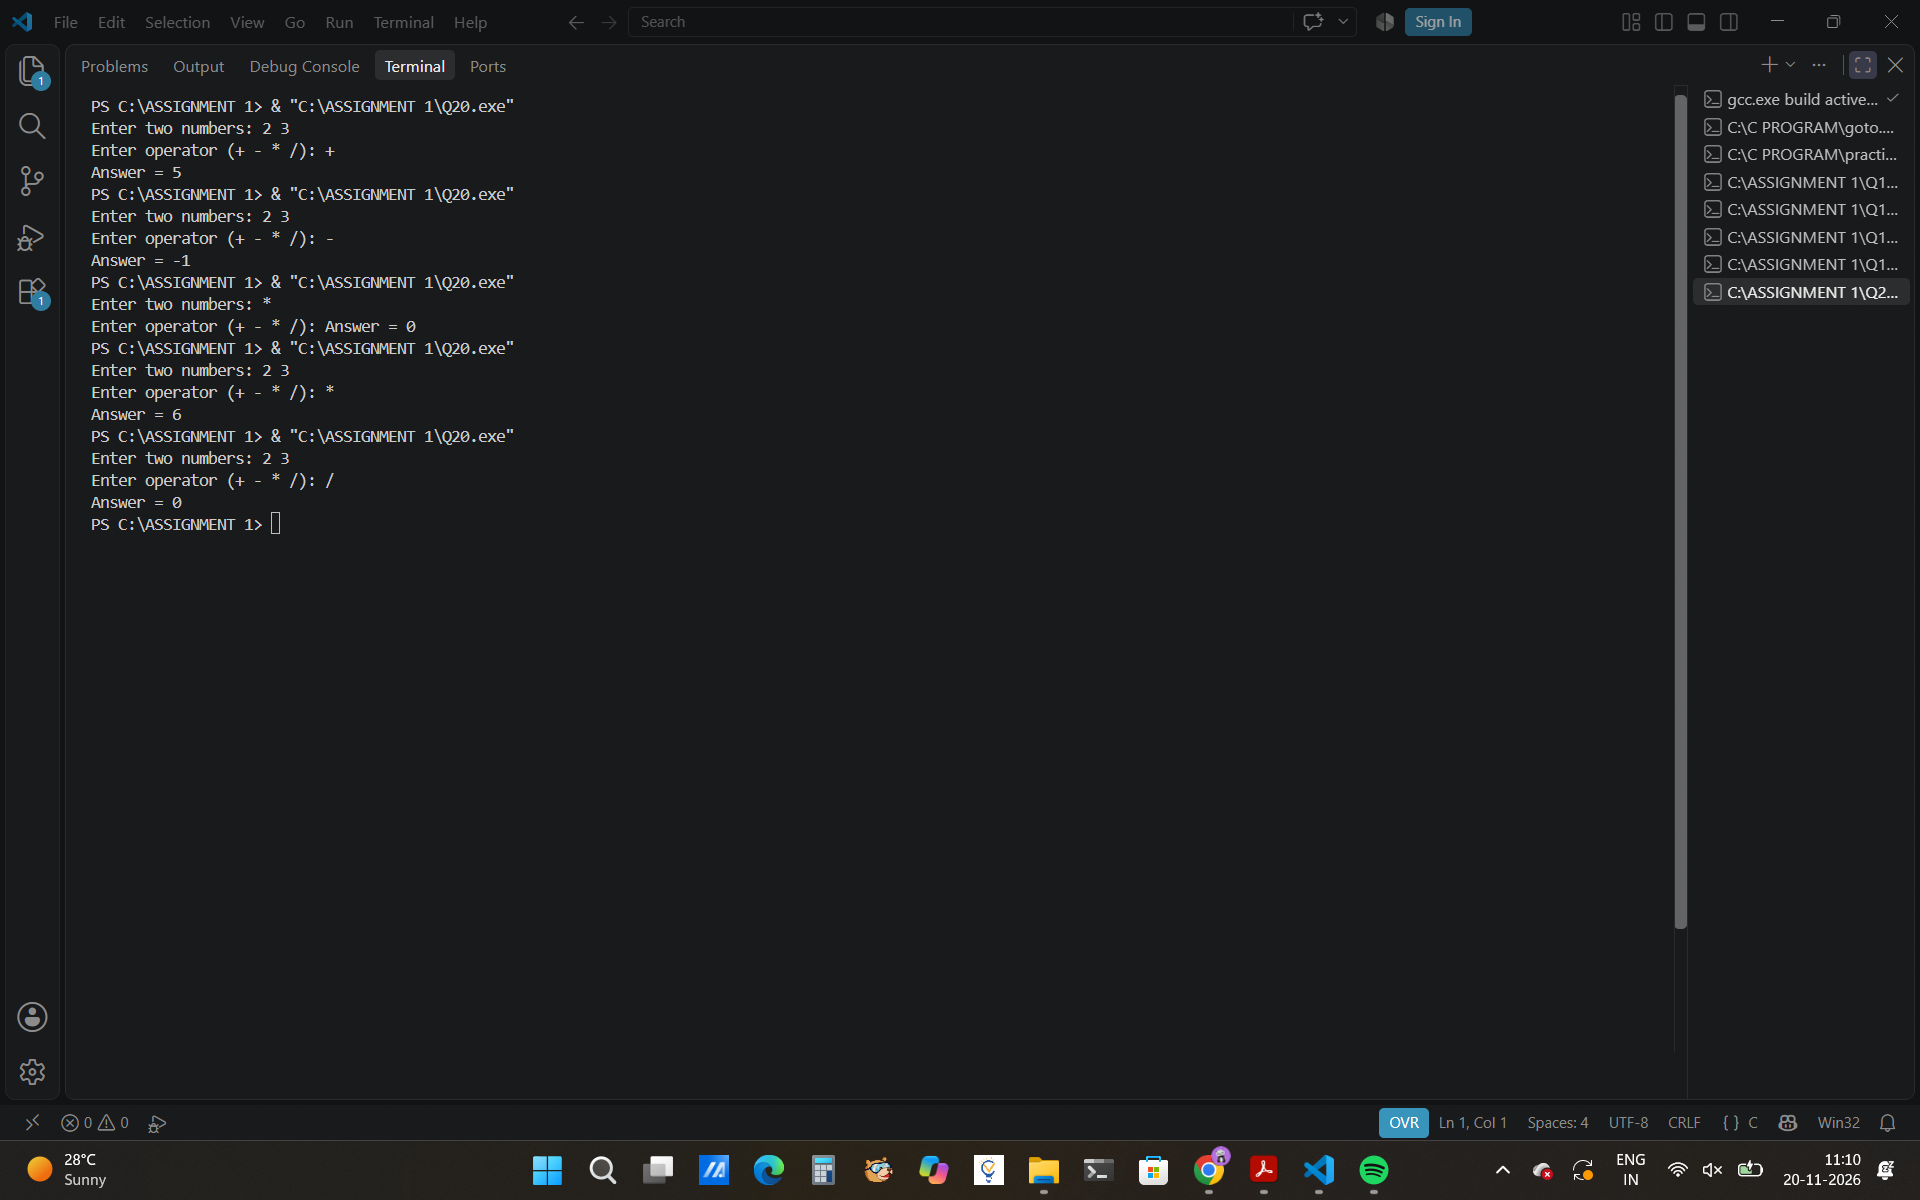 File Edit Selection View Go Run Terminal Help
Search
Sign In
Problems Output Debug Console Terminal Ports
PS C:\ASSIGNMENT 1> & "C:\ASSIGNMENT 1\Q20.exe"
Enter two numbers: 2 3
Enter operator (+ - * /): +
Answer = 5
PS C:\ASSIGNMENT 1> & "C:\ASSIGNMENT 1\Q20.exe"
Enter two numbers: 2 3
Enter operator (+ - * /): -
Answer = -1
PS C:\ASSIGNMENT 1> & "C:\ASSIGNMENT 1\Q20.exe"
Enter two numbers: *
Enter operator (+ - * /): Answer = 0
PS C:\ASSIGNMENT 1> & "C:\ASSIGNMENT 1\Q20.exe"
Enter two numbers: 2 3
Enter operator (+ - * /): *
Answer = 6
PS C:\ASSIGNMENT 1> & "C:\ASSIGNMENT 1\Q20.exe"
Enter two numbers: 2 3
Enter operator (+ - * /): /
Answer = 0
PS C:\ASSIGNMENT 1>
gcc.exe build active...
C:\C PROGRAM\goto....
C:\C PROGRAM\practi...
C:\ASSIGNMENT 1\Q1...
C:\ASSIGNMENT 1\Q1...
C:\ASSIGNMENT 1\Q1...
C:\ASSIGNMENT 1\Q1...
C:\ASSIGNMENT 1\Q2...
1
1
0 0
OVR Ln 1, Col 1 Spaces: 4 UTF-8 CRLF { } C Win32
28°C
Sunny
ENG
IN
11:10
20-11-2026